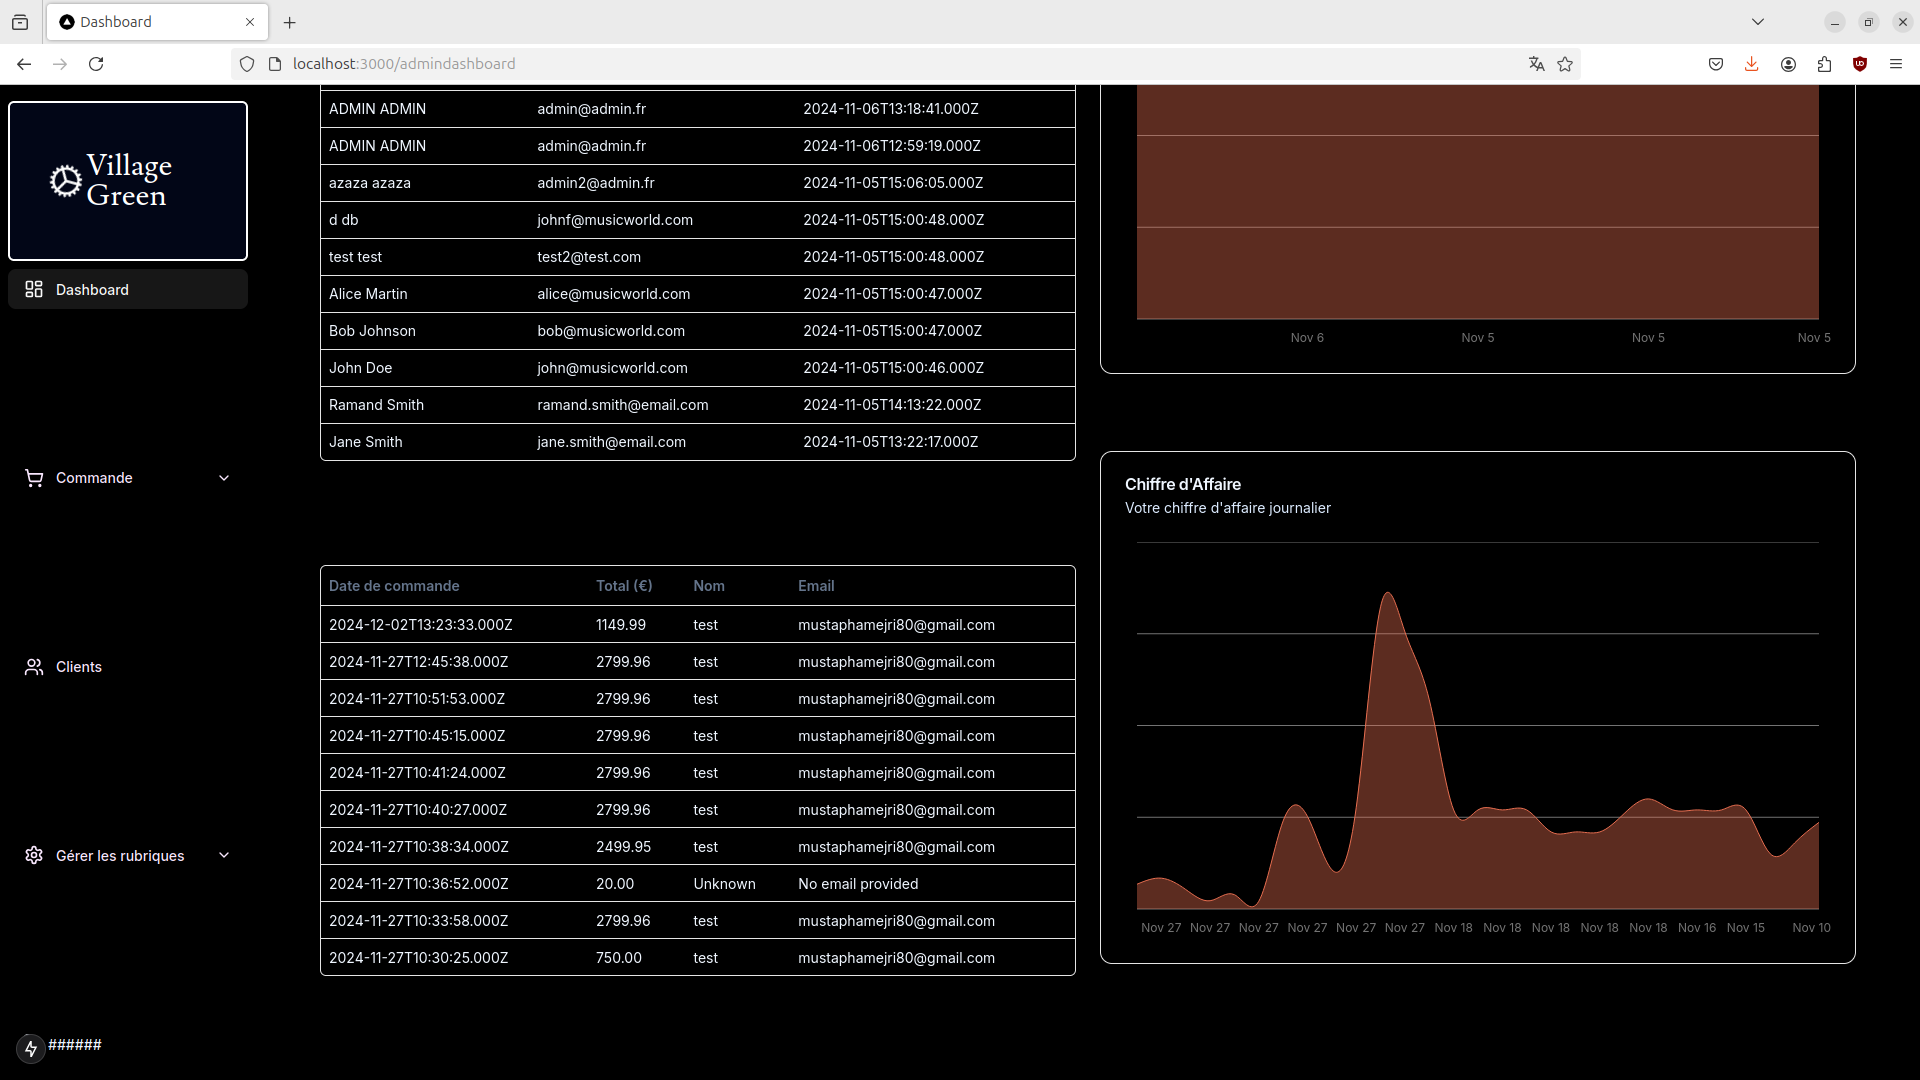 Dashboard
localhost:3000/admindashboard
Village
Green
Dashboard
Commande
Clients
Gérer les rubriques
######
ADMIN ADMIN admin@admin.fr 2024-11-06T13:18:41.000Z
ADMIN ADMIN admin@admin.fr 2024-11-06T12:59:19.000Z
azaza azaza admin2@admin.fr 2024-11-05T15:06:05.000Z
d db johnf@musicworld.com 2024-11-05T15:00:48.000Z
test test test2@test.com 2024-11-05T15:00:48.000Z
Alice Martin alice@musicworld.com 2024-11-05T15:00:47.000Z
Bob Johnson bob@musicworld.com 2024-11-05T15:00:47.000Z
John Doe john@musicworld.com 2024-11-05T15:00:46.000Z
Ramand Smith ramand.smith@email.com 2024-11-05T14:13:22.000Z
Jane Smith jane.smith@email.com 2024-11-05T13:22:17.000Z
Date de commande Total (€) Nom Email
2024-12-02T13:23:33.000Z 1149.99 test mustaphamejri80@gmail.com
2024-11-27T12:45:38.000Z 2799.96 test mustaphamejri80@gmail.com
2024-11-27T10:51:53.000Z 2799.96 test mustaphamejri80@gmail.com
2024-11-27T10:45:15.000Z 2799.96 test mustaphamejri80@gmail.com
2024-11-27T10:41:24.000Z 2799.96 test mustaphamejri80@gmail.com
2024-11-27T10:40:27.000Z 2799.96 test mustaphamejri80@gmail.com
2024-11-27T10:38:34.000Z 2499.95 test mustaphamejri80@gmail.com
2024-11-27T10:36:52.000Z 20.00 Unknown No email provided
2024-11-27T10:33:58.000Z 2799.96 test mustaphamejri80@gmail.com
2024-11-27T10:30:25.000Z 750.00 test mustaphamejri80@gmail.com
Nov 6 Nov 5 Nov 5 Nov 5
Chiffre d'Affaire
Votre chiffre d'affaire journalier
Nov 27 Nov 27 Nov 27 Nov 27 Nov 27 Nov 27 Nov 18 Nov 18 Nov 18 Nov 18 Nov 18 Nov 16 Nov 15 Nov 10